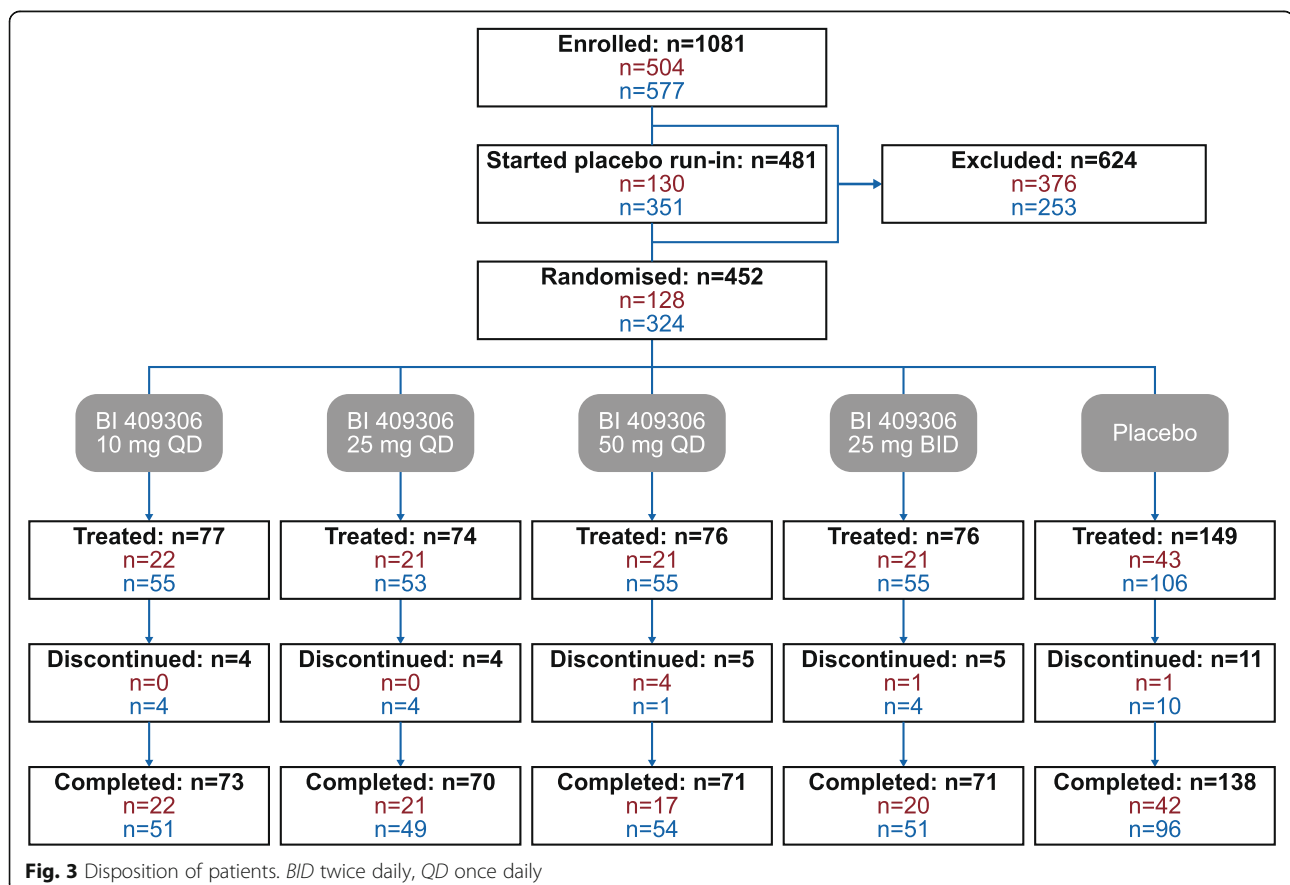 Enrolled: n=1081
n=504
n=577
Started placebo run-in: n=481
n=130
n=351
Excluded: n=624
n=376
n=253
Randomised: n=452
n=128
n=324
BI 409306
10 mg QD
BI 409306
25 mg QD
BI 409306
50 mg QD
BI 409306
25 mg BID
Placebo
Treated: n=77
n=22
n=55
Treated: n=74
n=21
n=53
Treated: n=76
n=21
n=55
Treated: n=76
n=21
n=55
Treated: n=149
n=43
n=106
Discontinued: n=4
n=0
n=4
Discontinued: n=4
n=0
n=4
Discontinued: n=5
n=4
n=1
Discontinued: n=5
n=1
n=4
Discontinued: n=11
n=1
n=10
Completed: n=73
n=22
n=51
Completed: n=70
n=21
n=49
Completed: n=71
n=17
n=54
Completed: n=71
n=20
n=51
Completed: n=138
n=42
n=96
Fig. 3 Disposition of patients. BID twice daily, QD once daily